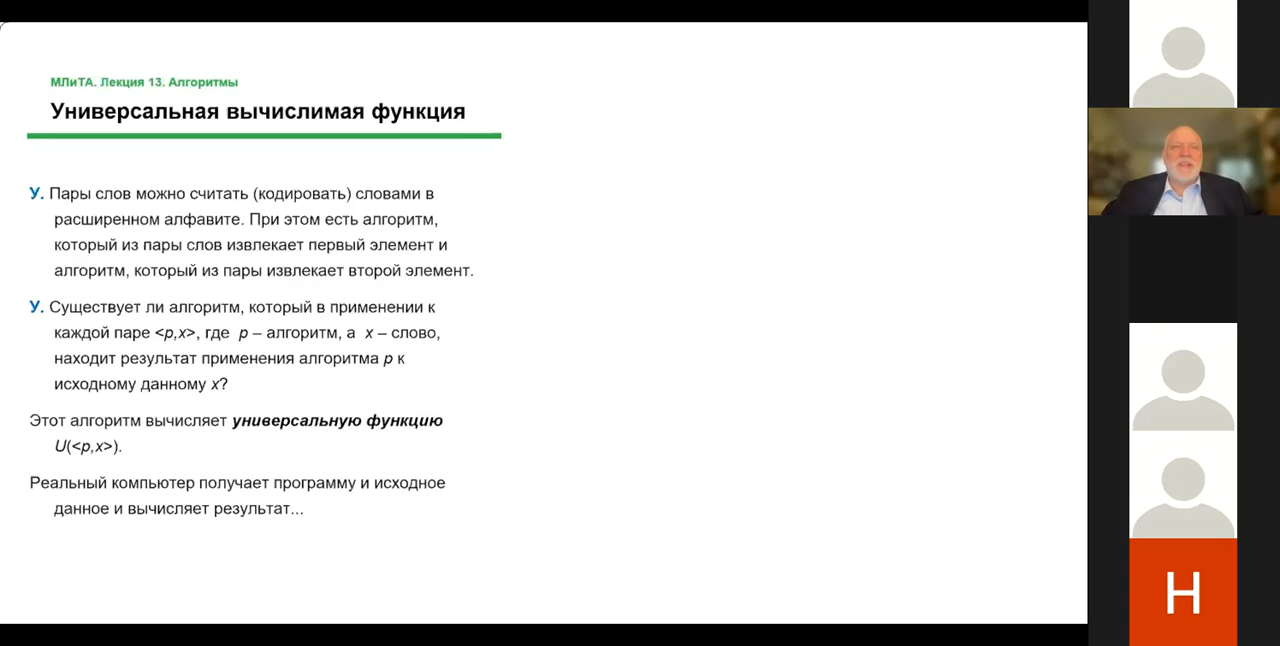 МЛиТА. Лекция 13. Алгоритмы
Универсальная вычислимая функция
У. Пары слов можно считать (кодировать) словами в
расширенном алфавите. При этом есть алгоритм,
который из пары слов извлекает первый элемент и
алгоритм, который из пары извлекает второй элемент.
У. Существует ли алгоритм, который в применении к
каждой паре <p,x>, где p – алгоритм, а x – слово,
находит результат применения алгоритма p к
исходному данному x?
Этот алгоритм вычисляет универсальную функцию
U(<p,x>).
Реальный компьютер получает программу и исходное
данное и вычисляет результат...
Н